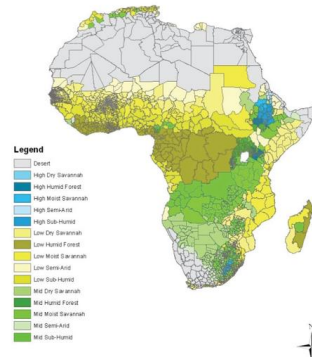 Legend
Desert
High Dry Savannah
High Humid Forest
High Moist Savannah
High Semi-Arid
High Sub-Humid
Low Dry Savannah
Low Humid Forest
Low Moist Savannah
Low Semi-Arid
Low Sub-Humid
Mid Dry Savannah
Mid Humid Forest
Mid Moist Savannah
Mid Semi-Arid
Mid Sub-Humid
N